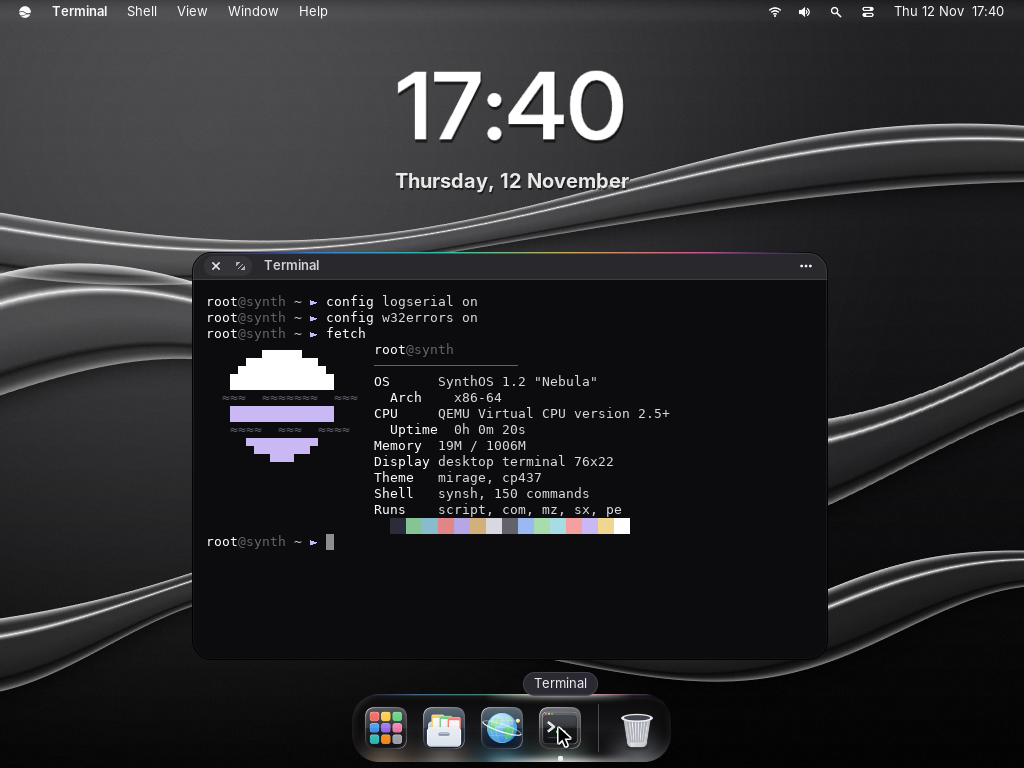 Terminal Shell View Window Help Thu 12 Nov 17:40
17:40
Thursday, 12 November
Terminal
root@synth ~ ► config logserial on
root@synth ~ ► config w32errors on
root@synth ~ ► fetch
root@synth
OS SynthOS 1.2 "Nebula"
Arch x86-64
CPU QEMU Virtual CPU version 2.5+
Uptime 0h 0m 20s
Memory 19M / 1006M
Display desktop terminal 76x22
Theme mirage, cp437
Shell synsh, 150 commands
Runs script, com, mz, sx, pe
root@synth ~ ►
Terminal